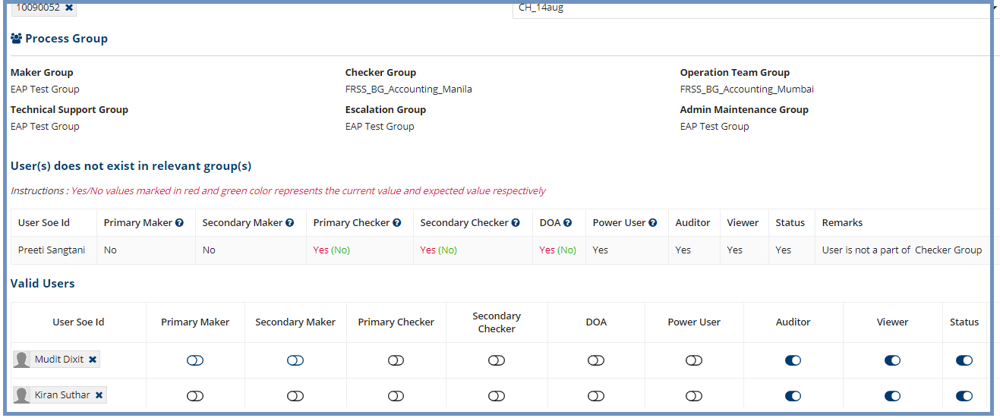 10090052
CH_14aug
Process Group
Maker Group Checker Group Operation Team Group
EAP Test Group FRSS_BG_Accounting_Manila FRSS_BG_Accounting_Mumbai
Technical Support Group Escalation Group Admin Maintenance Group
EAP Test Group EAP Test Group EAP Test Group
User(s) does not exist in relevant group(s)
Instructions : Yes/No values marked in red and green color represents the current value and expected value respectively
User Soe Id Primary Maker Secondary Maker Primary Checker Secondary Checker DOA Power User Auditor Viewer Status Remarks
Preeti Sangtani No No Yes (No) Yes (No) Yes (No) Yes Yes Yes Yes User is not a part of Checker Group
Valid Users
User Soe Id Primary Maker Secondary Maker Primary Checker Secondary Checker DOA Power User Auditor Viewer Status
Mudit Dixit
Kiran Suthar